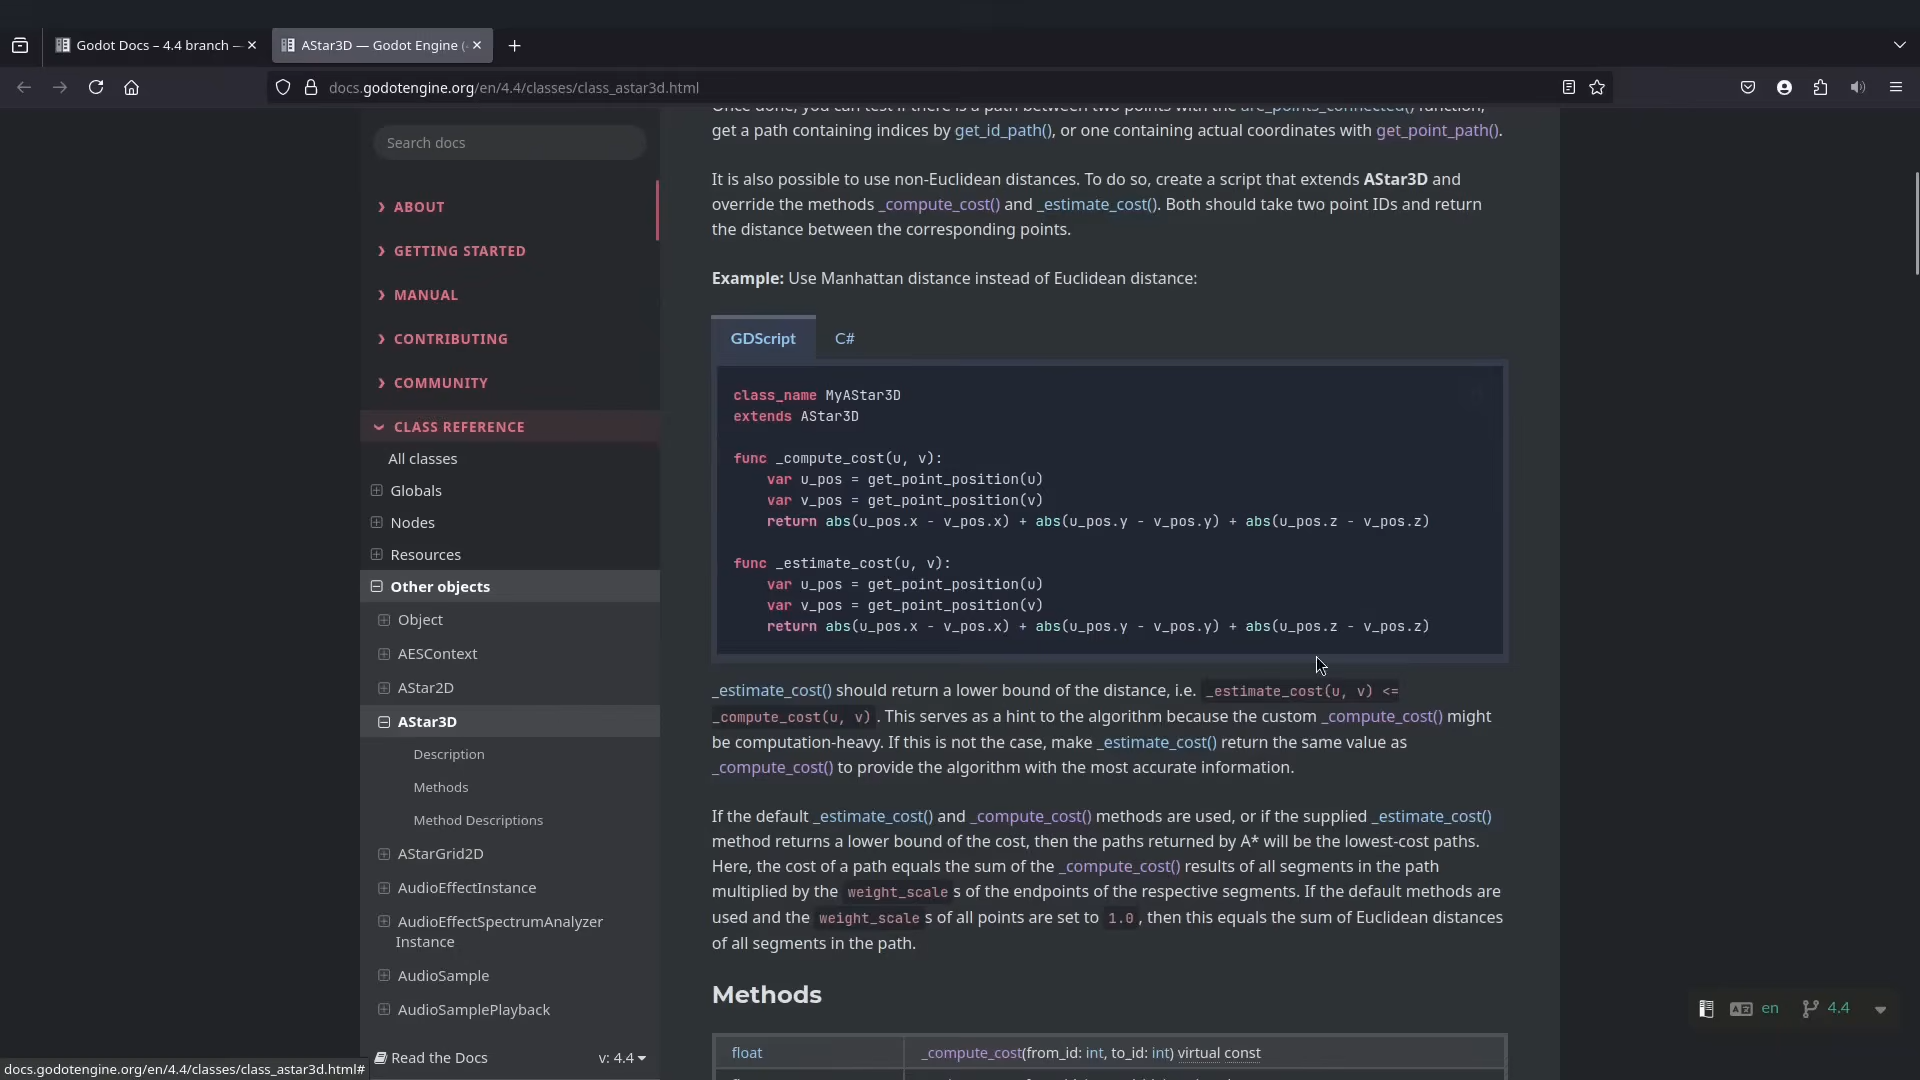 Godot Docs – 4.4 branch —
AStar3D — Godot Engine (
docs.godotengine.org/en/4.4/classes/class_astar3d.html
Search docs
ABOUT
GETTING STARTED
MANUAL
CONTRIBUTING
COMMUNITY
CLASS REFERENCE
All classes
Globals
Nodes
Resources
Other objects
Object
AESContext
AStar2D
AStar3D
Description
Methods
Method Descriptions
AStarGrid2D
AudioEffectInstance
AudioEffectSpectrumAnalyzer
Instance
AudioSample
AudioSamplePlayback
Read the Docs v: 4.4
docs.godotengine.org/en/4.4/classes/class_astar3d.html#
Once done, you can test if there is a path between two points with the are_points_connected() function,
get a path containing indices by get_id_path(), or one containing actual coordinates with get_point_path().
It is also possible to use non-Euclidean distances. To do so, create a script that extends AStar3D and
override the methods _compute_cost() and _estimate_cost(). Both should take two point IDs and return
the distance between the corresponding points.
Example: Use Manhattan distance instead of Euclidean distance:
GDScript C#
class_name MyAStar3D
extends AStar3D
func _compute_cost(u, v):
    var u_pos = get_point_position(u)
    var v_pos = get_point_position(v)
    return abs(u_pos.x - v_pos.x) + abs(u_pos.y - v_pos.y) + abs(u_pos.z - v_pos.z)
func _estimate_cost(u, v):
    var u_pos = get_point_position(u)
    var v_pos = get_point_position(v)
    return abs(u_pos.x - v_pos.x) + abs(u_pos.y - v_pos.y) + abs(u_pos.z - v_pos.z)
_estimate_cost() should return a lower bound of the distance, i.e. _estimate_cost(u, v) <=
_compute_cost(u, v) . This serves as a hint to the algorithm because the custom _compute_cost() might
be computation-heavy. If this is not the case, make _estimate_cost() return the same value as
_compute_cost() to provide the algorithm with the most accurate information.
If the default _estimate_cost() and _compute_cost() methods are used, or if the supplied _estimate_cost()
method returns a lower bound of the cost, then the paths returned by A* will be the lowest-cost paths.
Here, the cost of a path equals the sum of the _compute_cost() results of all segments in the path
multiplied by the weight_scale s of the endpoints of the respective segments. If the default methods are
used and the weight_scale s of all points are set to 1.0 , then this equals the sum of Euclidean distances
of all segments in the path.
Methods
float _compute_cost(from_id: int, to_id: int) virtual const
en 4.4